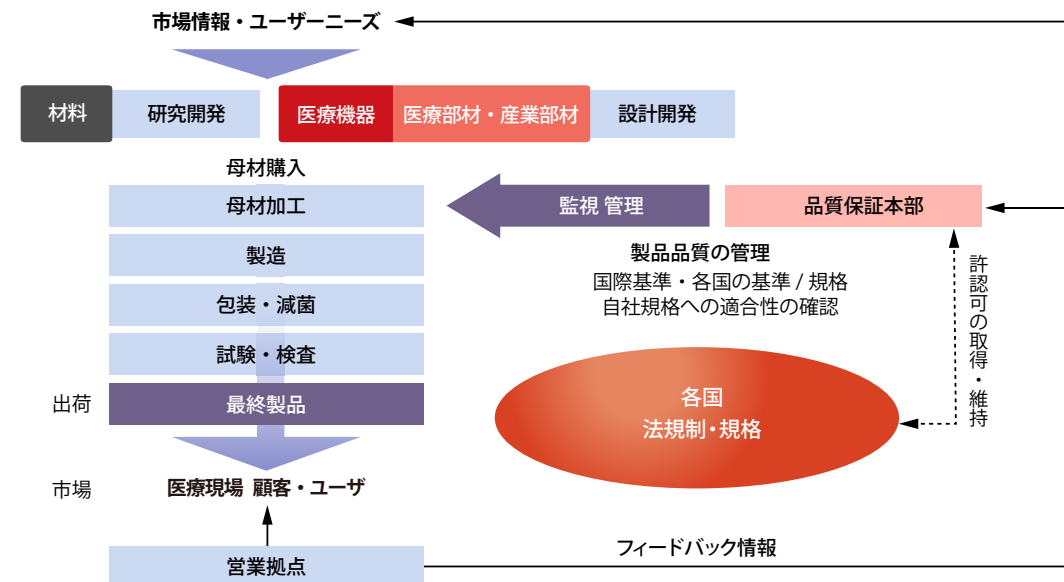 市場情報・ユーザーニーズ
材料
研究開発
医療機器
医療部材・産業部材
設計開発
母材購入
母材加工
監視 管理
品質保証本部
製造
製品品質の管理
国際基準・各国の基準 / 規格
自社規格への適合性の確認
包装・滅菌
試験・検査
許認可の取得・維持
出荷
最終製品
各国
法規制・規格
市場
医療現場 顧客・ユーザ
フィードバック情報
営業拠点